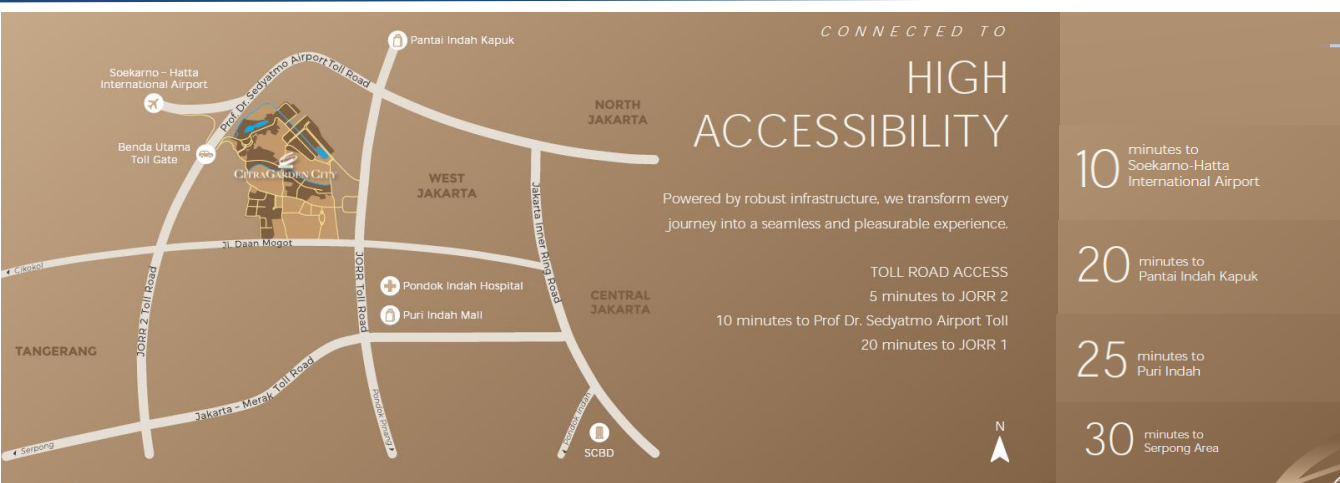 Pantai Indah Kapuk
Soekarno – Hatta
International Airport
Prof. Dr. Sedyatmo Airport Toll Road
NORTH
JAKARTA
Benda Utama
Toll Gate
CITRAGARDEN CITY
WEST
JAKARTA
Jakarta Inner Ring Road
Jl. Daan Mogot
Cikokol
JORR 2 Toll Road
JORR Toll Road
Pondok Indah Hospital
Puri Indah Mall
CENTRAL
JAKARTA
TANGERANG
Jakarta – Merak Toll Road
Pondok Pinang
Pondok Indah
Serpong
SCBD
CONNECTED TO
HIGH
ACCESSIBILITY
Powered by robust infrastructure, we transform every
journey into a seamless and pleasurable experience.
TOLL ROAD ACCESS
5 minutes to JORR 2
10 minutes to Prof Dr. Sedyatmo Airport Toll
20 minutes to JORR 1
N
10 minutes to
Soekarno-Hatta
International Airport
20 minutes to
Pantai Indah Kapuk
25 minutes to
Puri Indah
30 minutes to
Serpong Area